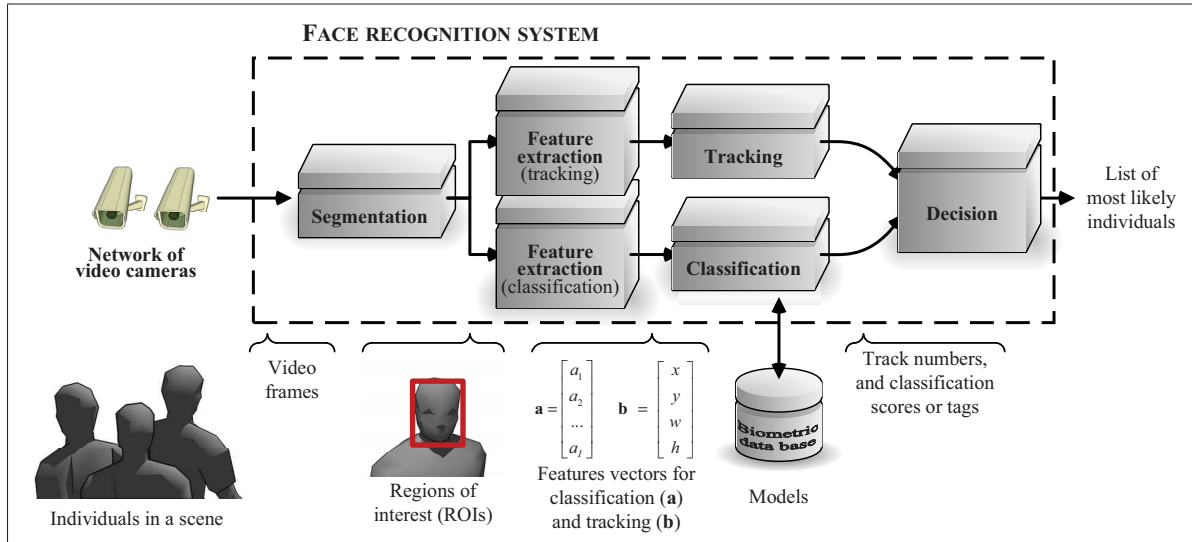 FACE RECOGNITION SYSTEM
Feature
extraction
(tracking)
Tracking
Segmentation
Decision
List of
most likely
individuals
Network of
video cameras
Feature
extraction
(classification)
Classification
Video
frames
Track numbers,
and classification
scores or tags
a = [a1 a2 ... aI]
b = [x y w h]
Biometric
data base
Individuals in a scene
Regions of
interest (ROIs)
Features vectors for
classification (a)
and tracking (b)
Models